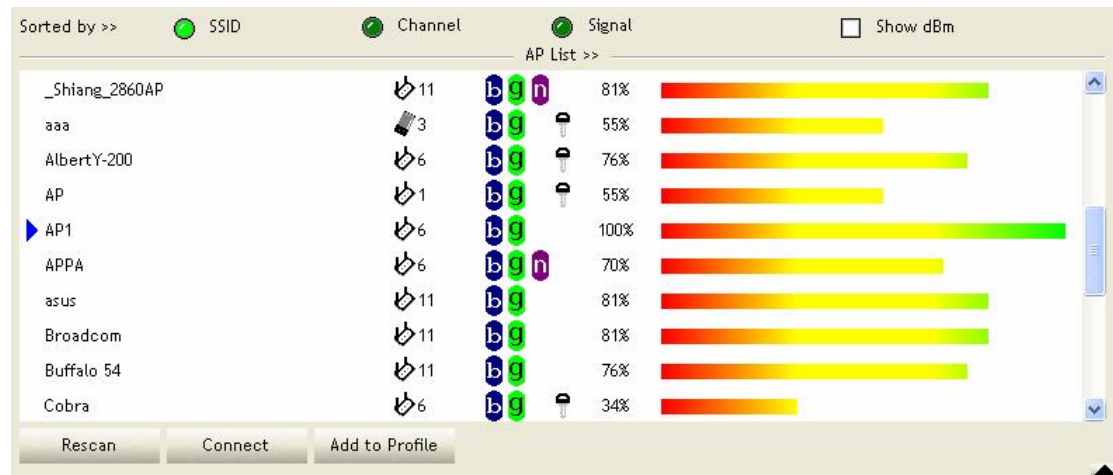 Sorted by >> SSID Channel Signal Show dBm
AP List >>
_Shiang_2860AP 11 b g n 81%
aaa 3 b g 55%
AlbertY-200 6 b g 76%
AP 1 b g 55%
AP1 6 b g 100%
APPA 6 b g n 70%
asus 11 b g 81%
Broadcom 11 b g 81%
Buffalo 54 11 b g 76%
Cobra 6 b g 34%
Rescan Connect Add to Profile